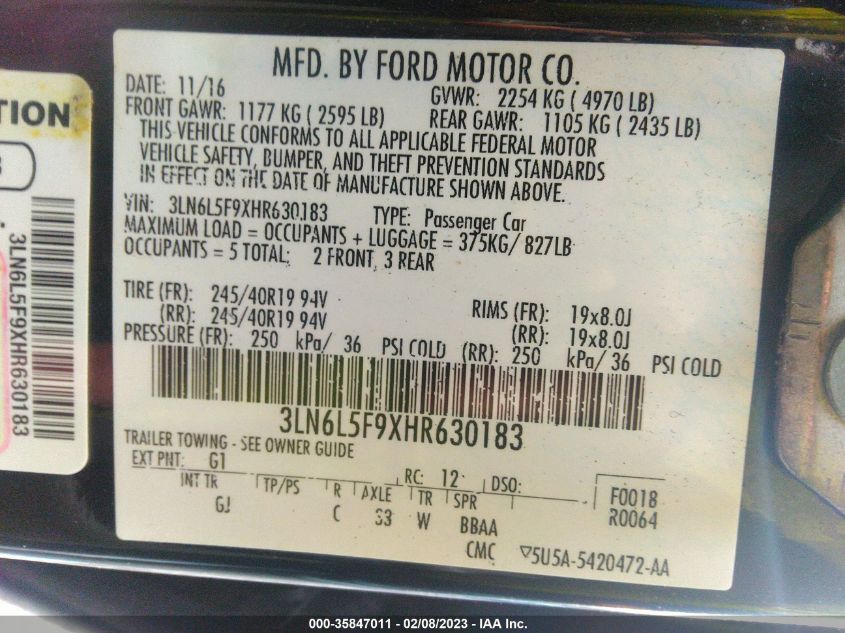 MFD. BY FORD MOTOR CO.
DATE: 11/16 GVWR: 2254 KG ( 4970 LB)
FRONT GAWR: 1177 KG ( 2595 LB) REAR GAWR: 1105 KG ( 2435 LB)
THIS VEHICLE CONFORMS TO ALL APPLICABLE FEDERAL MOTOR
VEHICLE SAFETY, BUMPER, AND THEFT PREVENTION STANDARDS
IN EFFECT ON THE DATE OF MANUFACTURE SHOWN ABOVE.
VIN: 3LN6L5F9XHR630183 TYPE: Passenger Car
MAXIMUM LOAD = OCCUPANTS + LUGGAGE = 375KG/ 827LB
OCCUPANTS = 5 TOTAL; 2 FRONT, 3 REAR
TIRE (FR): 245/40R19 94V RIMS (FR): 19x8.0J
(RR): 245/40R19 94V (RR): 19x8.0J
PRESSURE (FR): 250 kPa/ 36 PSI COLD (RR): 250 kPa/ 36 PSI COLD
3LN6L5F9XHR630183
TRAILER TOWING - SEE OWNER GUIDE
EXT PNT: G1 RC: 12 DSO:
INT TR TP/PS R AXLE TR SPR F0018
GJ C S3 W BBAA R0064
CMC ▽5U5A-5420472-AA
TION
3LN6L5F9XHR630183
000-35847011 - 02/08/2023 - IAA Inc.